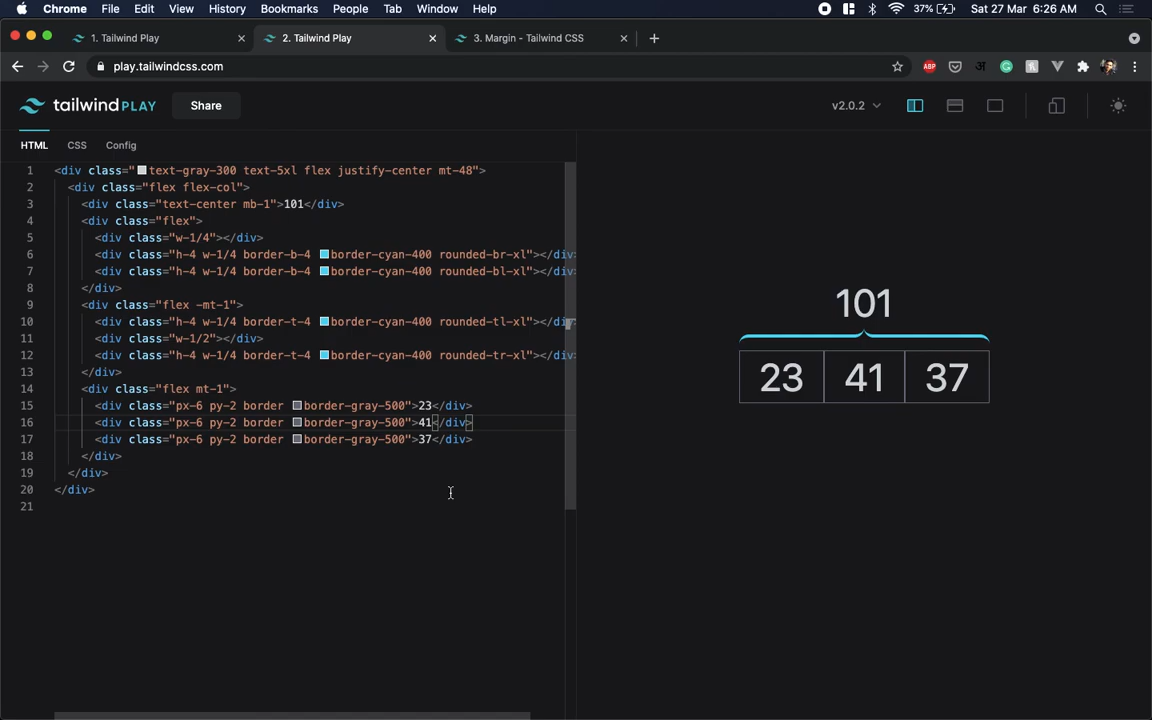 Chrome File Edit View History Bookmarks People Tab Window Help 37% Sat 27 Mar 6:26 AM
1. Tailwind Play 2. Tailwind Play 3. Margin - Tailwind CSS
play.tailwindcss.com ABP अ
tailwind PLAY Share v2.0.2
HTML CSS Config
1 <div class="text-gray-300 text-5xl flex justify-center mt-48">
2 <div class="flex flex-col">
3 <div class="text-center mb-1">101</div>
4 <div class="flex">
5 <div class="w-1/4"></div>
6 <div class="h-4 w-1/4 border-b-4 border-cyan-400 rounded-br-xl"></div>
7 <div class="h-4 w-1/4 border-b-4 border-cyan-400 rounded-bl-xl"></div>
8 </div>
9 <div class="flex -mt-1">
10 <div class="h-4 w-1/4 border-t-4 border-cyan-400 rounded-tl-xl"></div>
11 <div class="w-1/2"></div>
12 <div class="h-4 w-1/4 border-t-4 border-cyan-400 rounded-tr-xl"></div>
13 </div>
14 <div class="flex mt-1">
15 <div class="px-6 py-2 border border-gray-500">23</div>
16 <div class="px-6 py-2 border border-gray-500">41</div>
17 <div class="px-6 py-2 border border-gray-500">37</div>
18 </div>
19 </div>
20 </div>
21
101
23 41 37